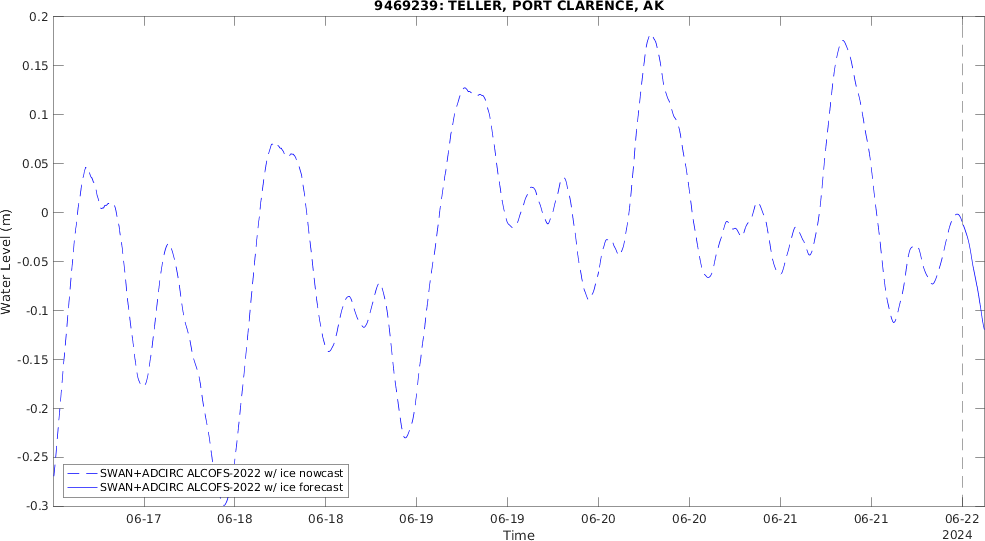 9469239: TELLER, PORT CLARENCE, AK
0.2
0.15
0.1
0.05
0
-0.05
-0.1
-0.15
-0.2
-0.25
-0.3
Water Level (m)
SWAN+ADCIRC ALCOFS-2022 w/ ice nowcast
SWAN+ADCIRC ALCOFS-2022 w/ ice forecast
06-17 06-18 06-18 06-19 06-19 06-20 06-20 06-21 06-21 06-22
2024
Time